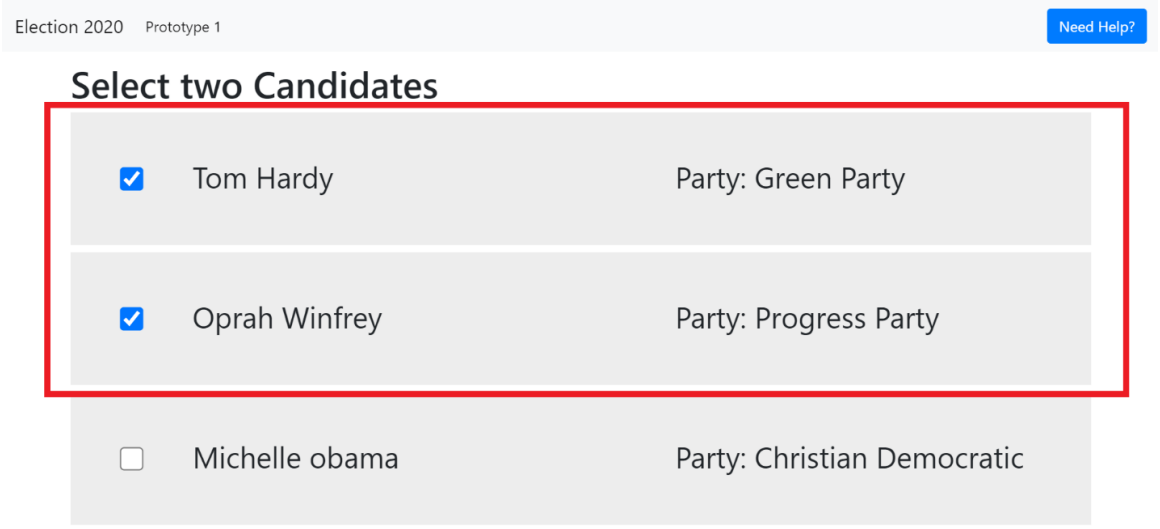 Election 2020 Prototype 1 Need Help?
Select two Candidates
Tom Hardy Party: Green Party
Oprah Winfrey Party: Progress Party
Michelle obama Party: Christian Democratic